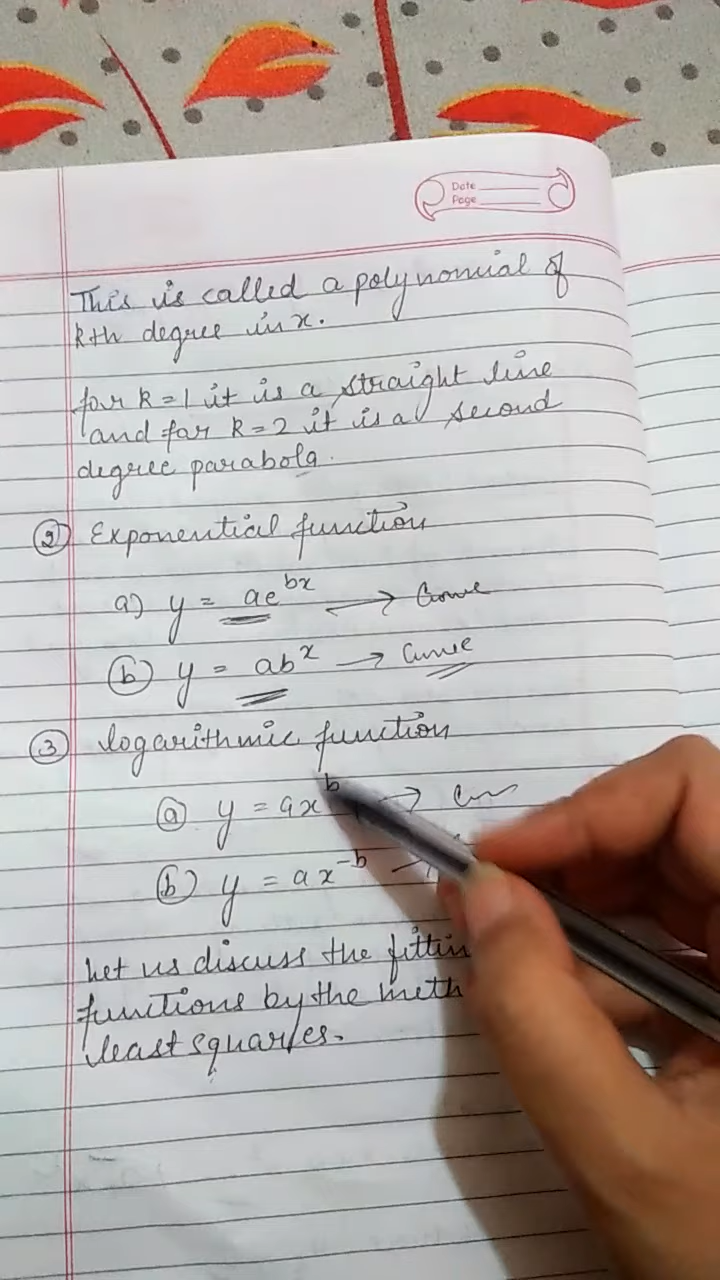 Date
Page
This is called a polynomial of
kth degree in x.
for k=1 it is a straight line
and for k=2 it is a second
degree parabola.
② Exponential function
a) y = ae^{bx} → Curve
ⓑ y = ab^x → Curve
③ logarithmic function
ⓐ y = ax^b →
ⓑ y = ax^{-b} →
Let us discuss the
functions by the
least squares.